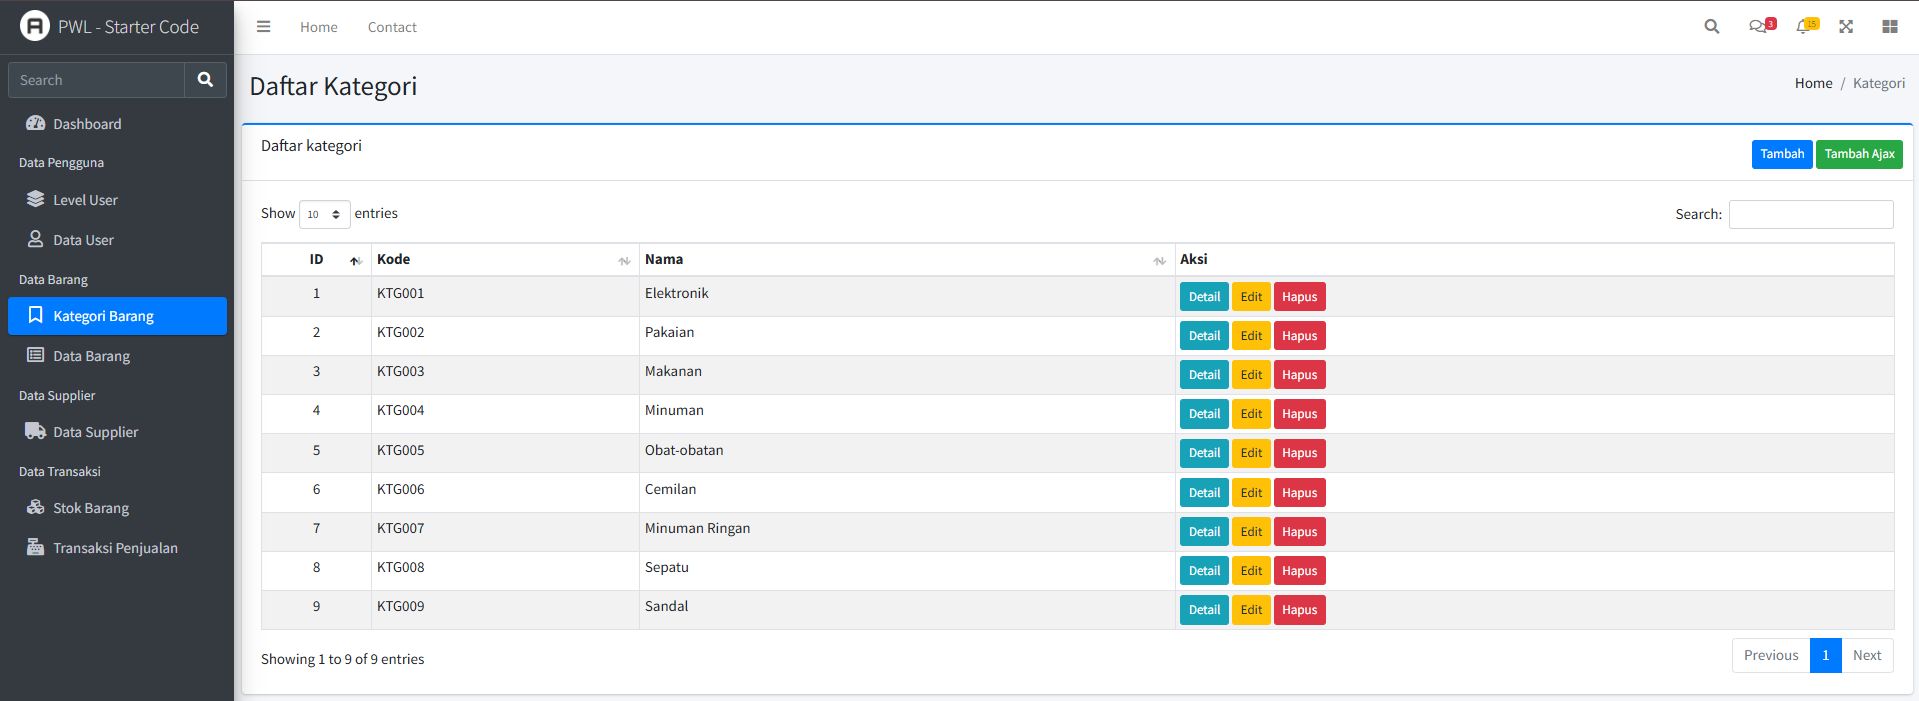 PWL - Starter Code
Home
Contact
3
15
Search
Dashboard
Data Pengguna
Level User
Data User
Data Barang
Kategori Barang
Data Barang
Data Supplier
Data Supplier
Data Transaksi
Stok Barang
Transaksi Penjualan
Daftar Kategori
Home / Kategori
Daftar kategori
Tambah Tambah Ajax
Show 10 entries
Search:
ID Kode Nama Aksi
1 KTG001 Elektronik Detail Edit Hapus
2 KTG002 Pakaian Detail Edit Hapus
3 KTG003 Makanan Detail Edit Hapus
4 KTG004 Minuman Detail Edit Hapus
5 KTG005 Obat-obatan Detail Edit Hapus
6 KTG006 Cemilan Detail Edit Hapus
7 KTG007 Minuman Ringan Detail Edit Hapus
8 KTG008 Sepatu Detail Edit Hapus
9 KTG009 Sandal Detail Edit Hapus
Showing 1 to 9 of 9 entries
Previous 1 Next